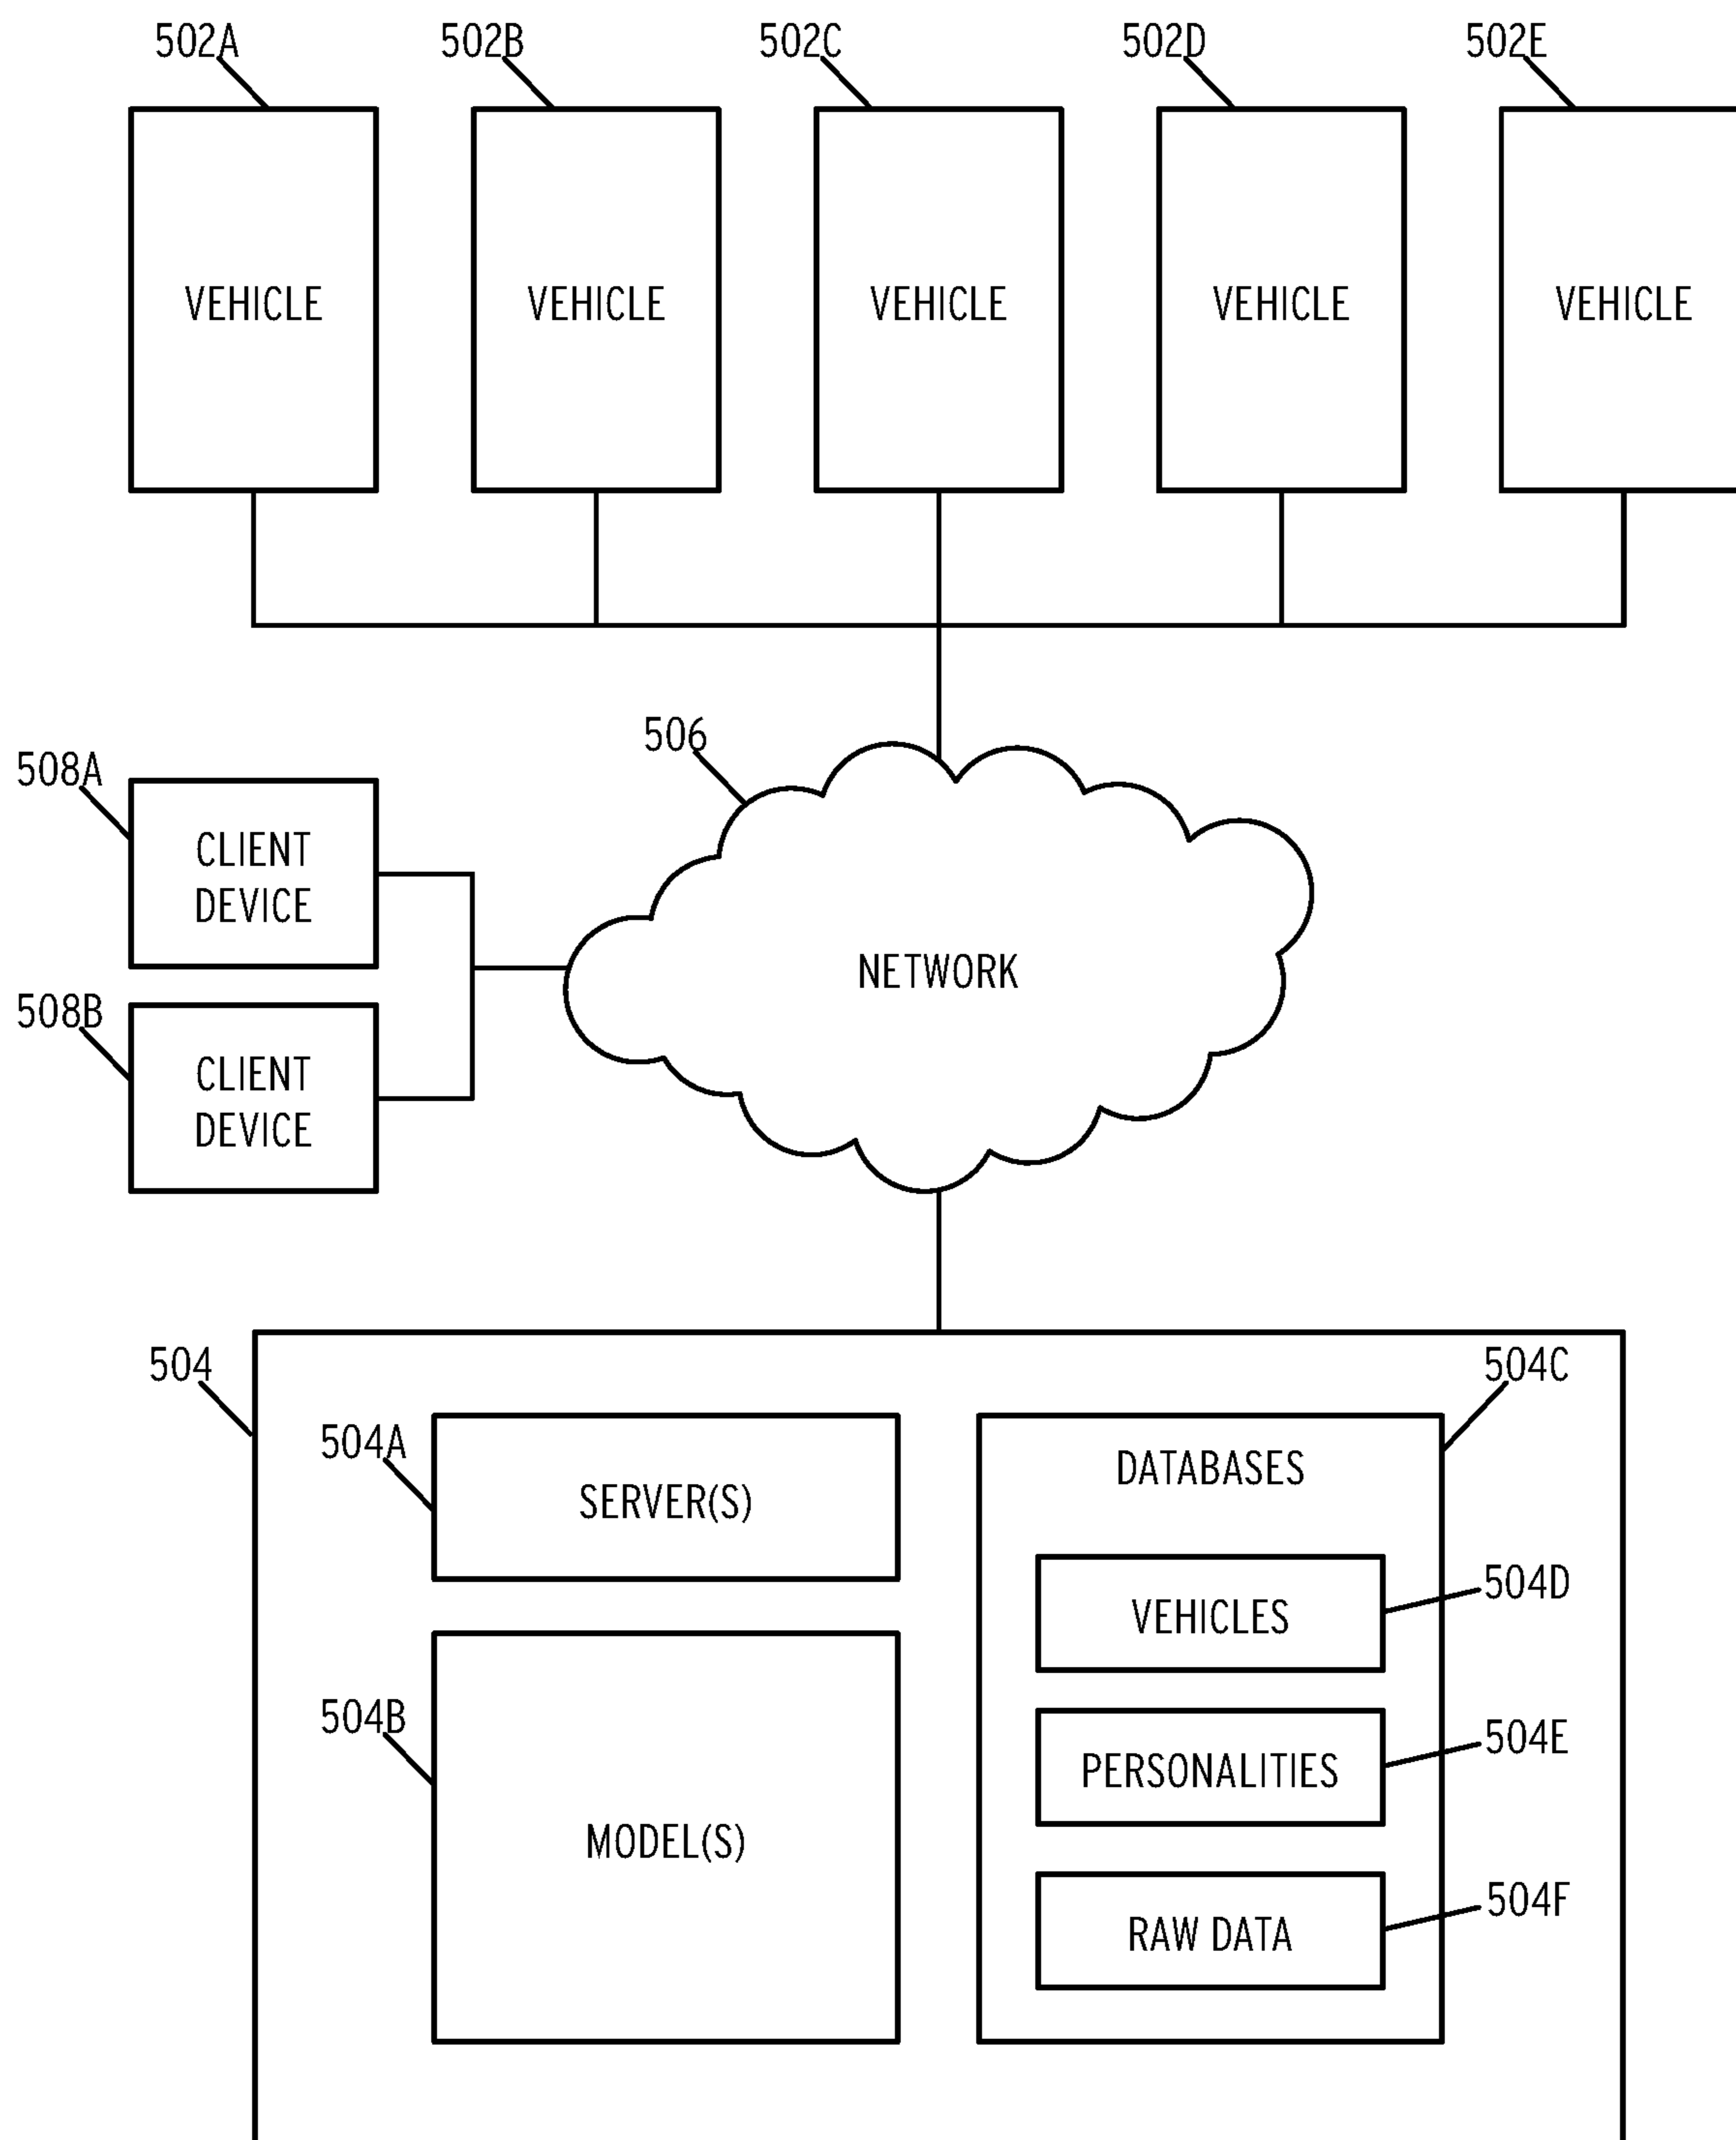 502A 502B 502C 502D 502E
VEHICLE VEHICLE VEHICLE VEHICLE VEHICLE
506
508A
CLIENT
DEVICE
NETWORK
508B
CLIENT
DEVICE
504
504C
504A
SERVER(S)
DATABASES
504D
VEHICLES
504B
MODEL(S)
504E
PERSONALITIES
504F
RAW DATA